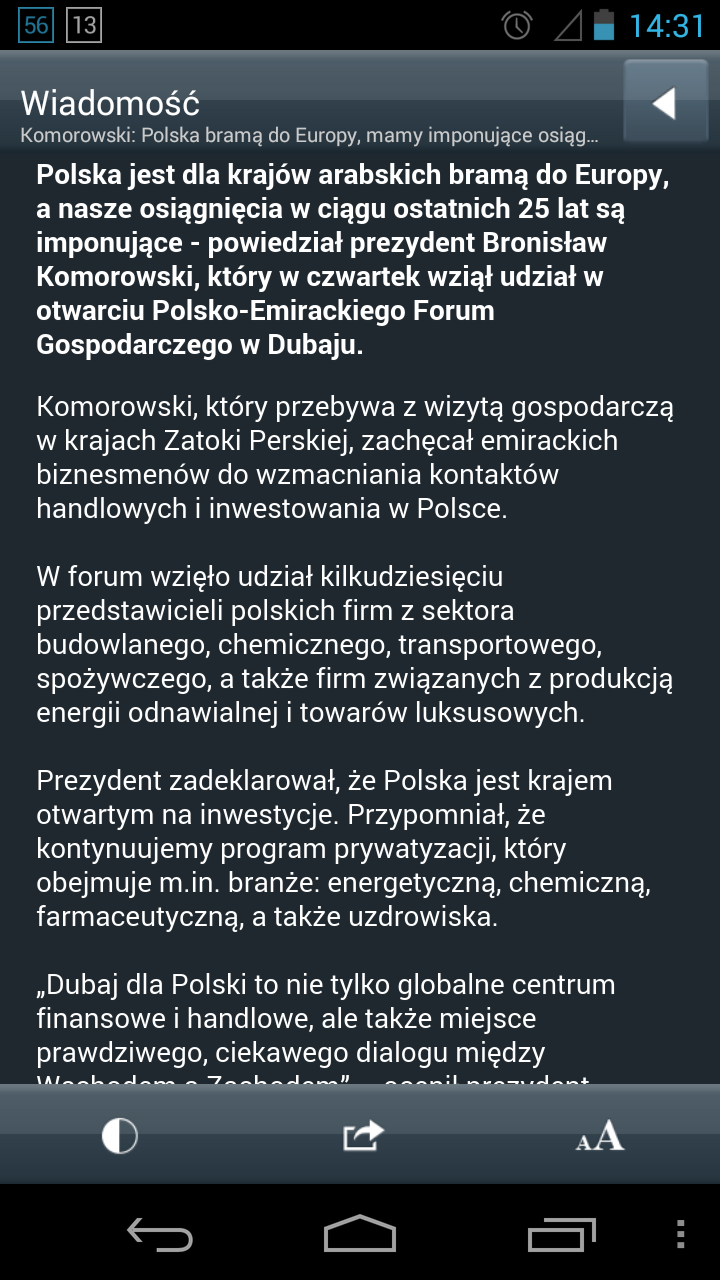 56 13 14:31
Wiadomość
Komorowski: Polska bramą do Europy, mamy imponujące osiąg...
Polska jest dla krajów arabskich bramą do Europy,
a nasze osiągnięcia w ciągu ostatnich 25 lat są
imponujące - powiedział prezydent Bronisław
Komorowski, który w czwartek wziął udział w
otwarciu Polsko-Emirackiego Forum
Gospodarczego w Dubaju.
Komorowski, który przebywa z wizytą gospodarczą
w krajach Zatoki Perskiej, zachęcał emirackich
biznesmenów do wzmacniania kontaktów
handlowych i inwestowania w Polsce.
W forum wzięło udział kilkudziesięciu
przedstawicieli polskich firm z sektora
budowlanego, chemicznego, transportowego,
spożywczego, a także firm związanych z produkcją
energii odnawialnej i towarów luksusowych.
Prezydent zadeklarował, że Polska jest krajem
otwartym na inwestycje. Przypomniał, że
kontynuujemy program prywatyzacji, który
obejmuje m.in. branże: energetyczną, chemiczną,
farmaceutyczną, a także uzdrowiska.
„Dubaj dla Polski to nie tylko globalne centrum
finansowe i handlowe, ale także miejsce
prawdziwego, ciekawego dialogu między
Wschodem a Zachodem” - ocenił prezydent
AA